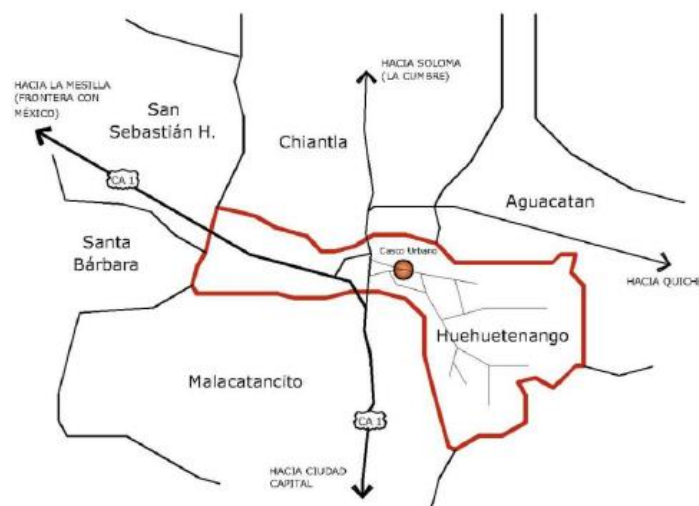 HACIA LA MESILLA
(FRONTERA CON
MÉXICO)
HACIA SOLOMA
(LA CUMBRE)
San
Sebastián H.
Chiantla
CA 1
Aguacatan
Santa
Bárbara
Casco Urbano
HACIA QUICH
Huehuetenango
Malacatancito
CA 1
HACIA CIUDAD
CAPITAL